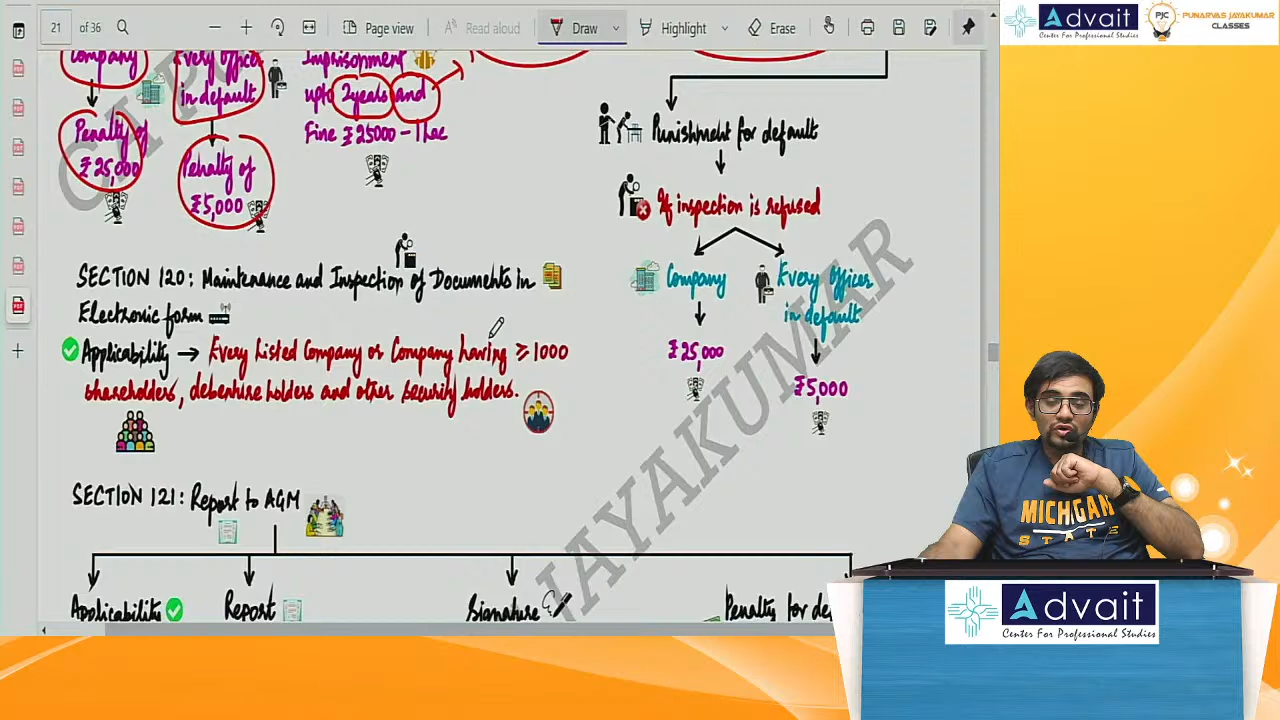 21 of 36
Page view
Read aloud
Draw
Highlight
Erase
Advait
Center For Professional Studies
PJC
PUNARVAS JAYAKUMAR
CLASSES
Company
Every officer
in default
Imprisonment
upto 2 years and
Fine ₹25000 - 1 lac
Penalty of
₹25,000
Penalty of
₹5,000
Punishment for default
If inspection is refused
Company
₹25,000
Every officer
in default
₹5,000
SECTION 120: Maintenance and Inspection of Documents in
Electronic form
Applicability → Every Listed Company or Company having ≥ 1000
shareholders, debenture holders and other security holders.
SECTION 121: Report to AGM
Applicability
Report
Signature
Penalty for def
JAYAKUMAR
MICHIGAN
STATE
Advait
Center For Professional Studies